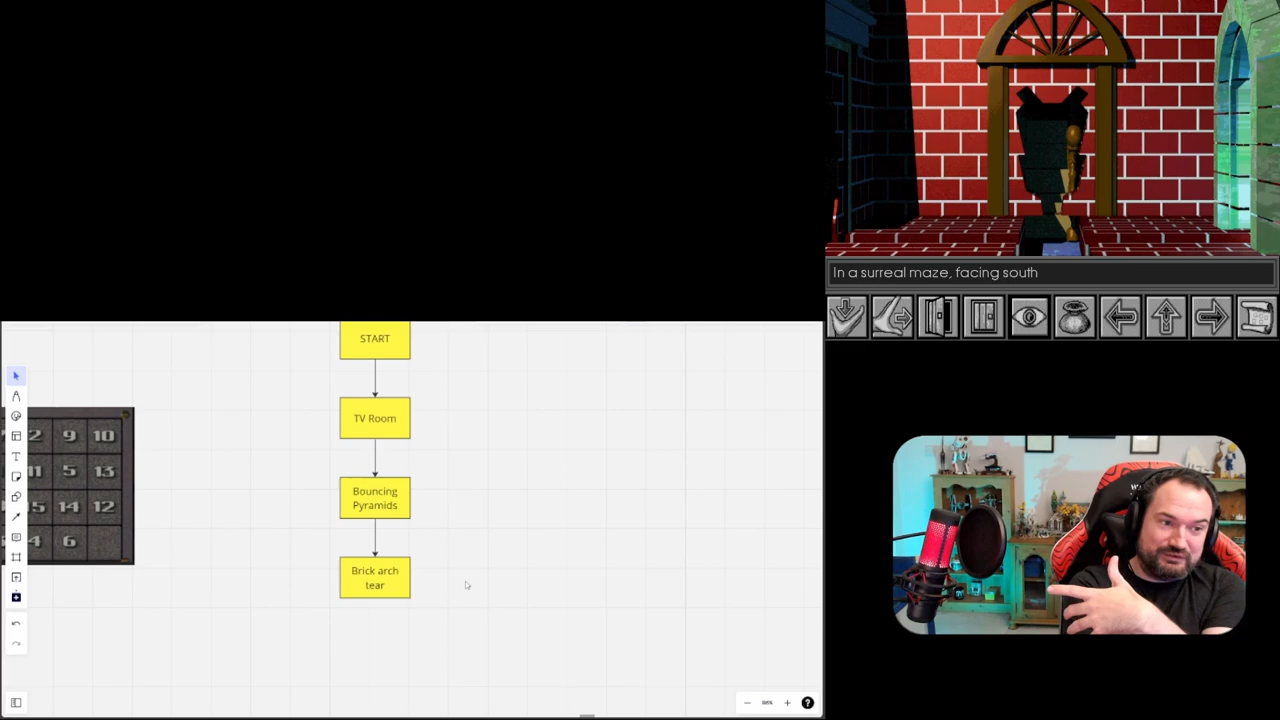 In a surreal maze, facing south
START
TV Room
Bouncing
Pyramids
Brick arch
tear
2 9 10
11 5 13
15 14 12
4 6
T
?